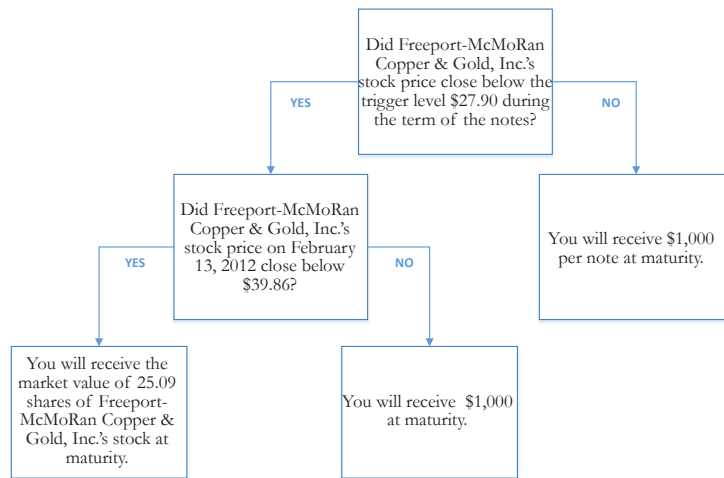 Did Freeport-McMoRan
Copper & Gold, Inc.'s
stock price close below the
trigger level $27.90 during
the term of the notes?
YES
NO
Did Freeport-McMoRan
Copper & Gold, Inc.'s
stock price on February
13, 2012 close below
$39.86?
You will receive $1,000
per note at maturity.
YES
NO
You will receive the
market value of 25.09
shares of Freeport-
McMoRan Copper &
Gold, Inc.'s stock at
maturity.
You will receive $1,000
at maturity.